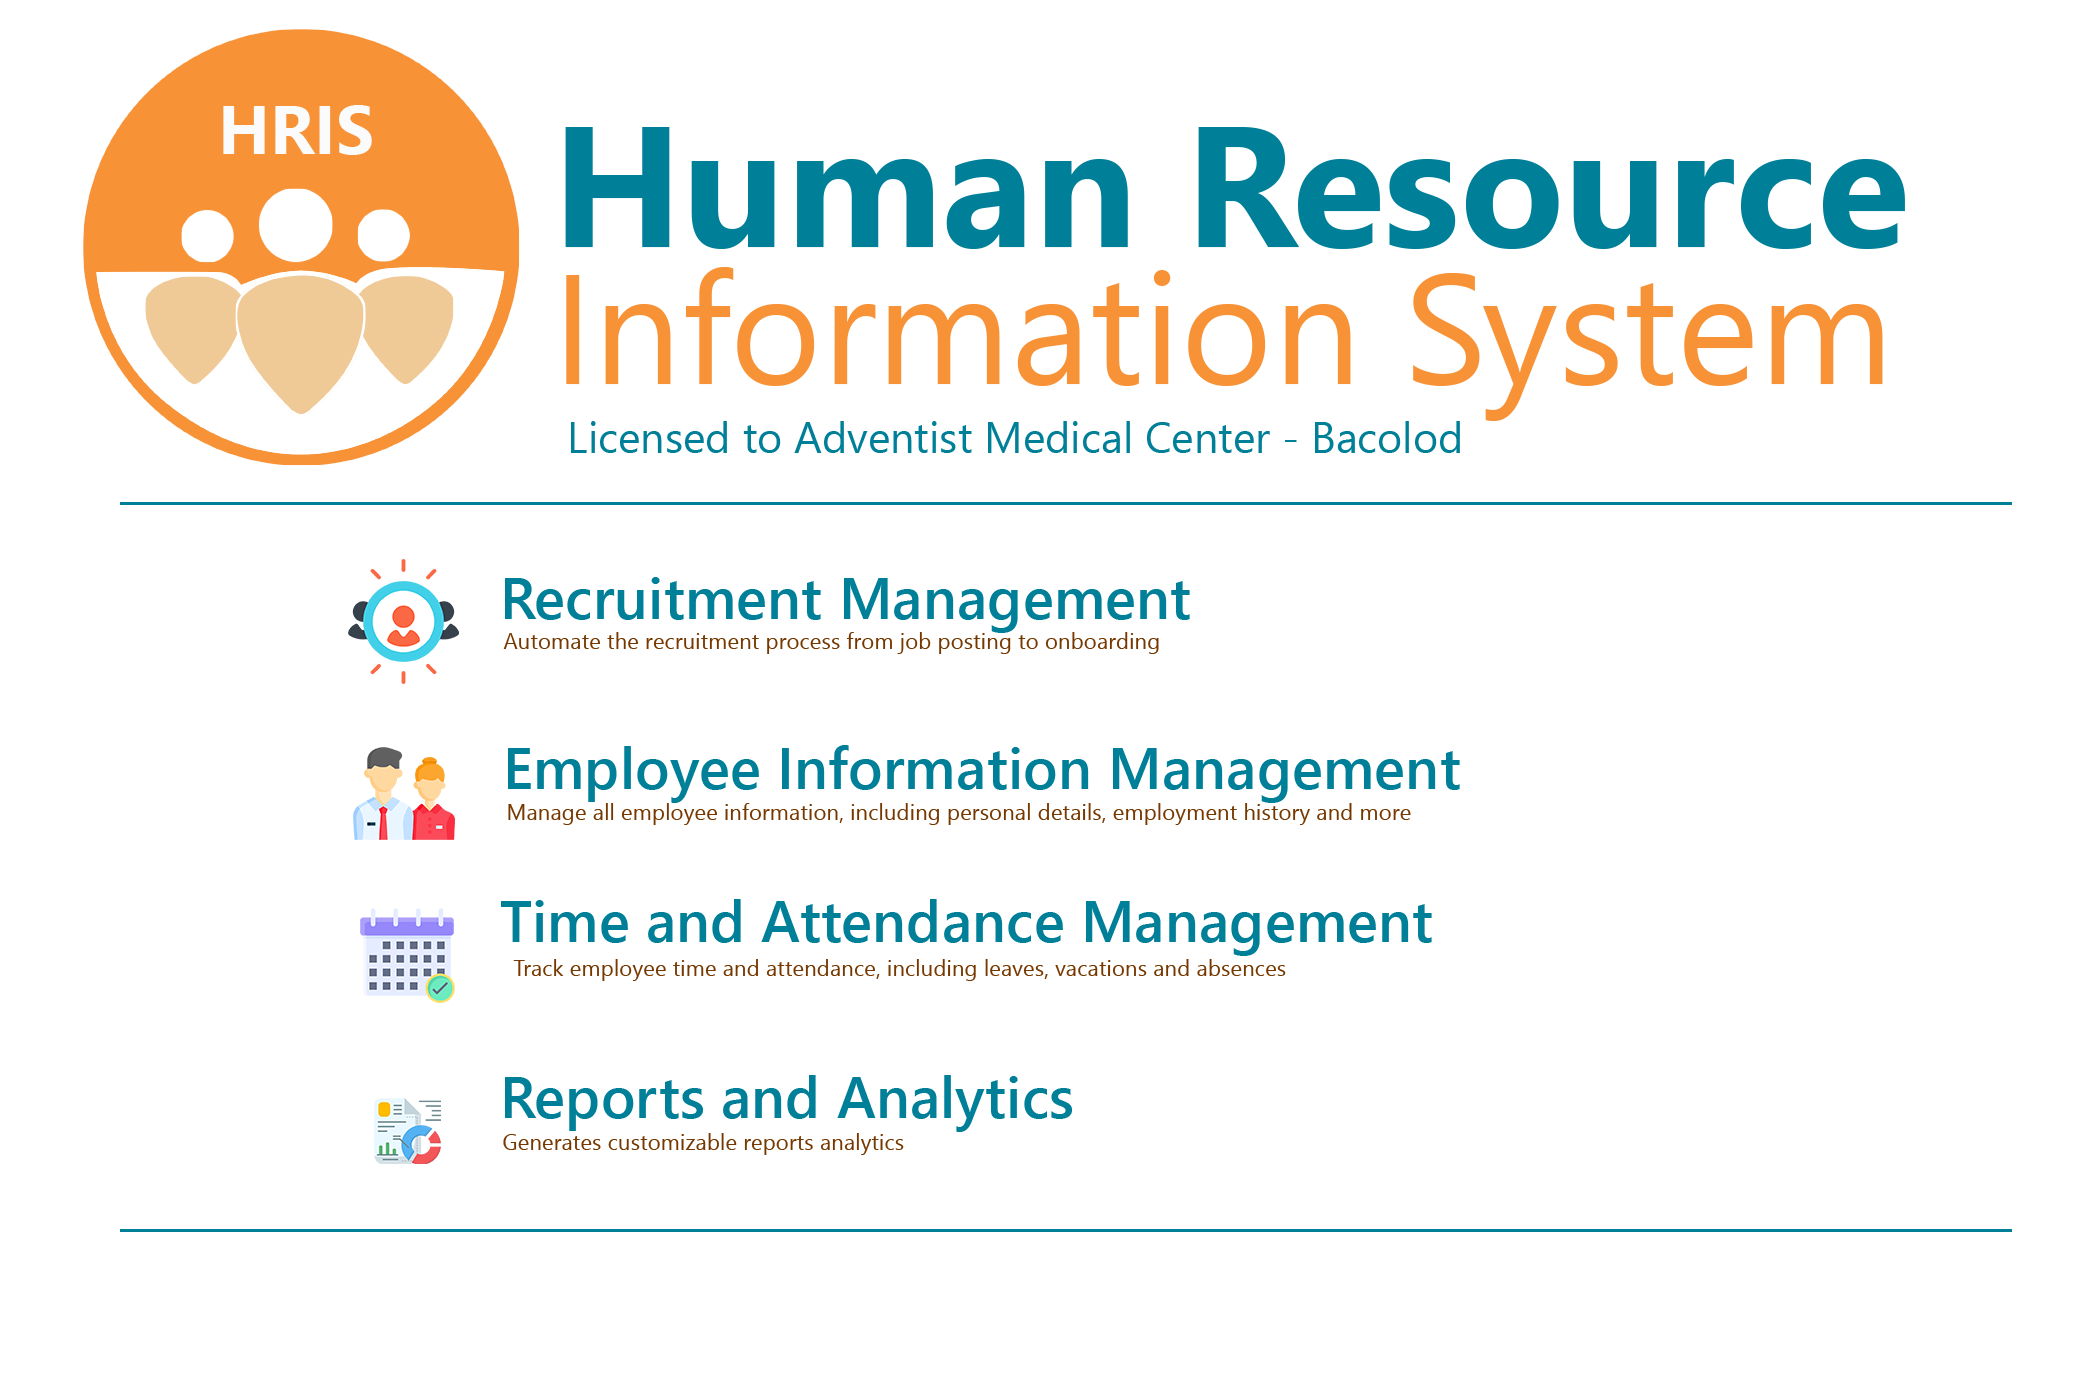 HRIS
Human Resource
Information System
Licensed to Adventist Medical Center - Bacolod
Recruitment Management
Automate the recruitment process from job posting to onboarding
Employee Information Management
Manage all employee information, including personal details, employment history and more
Time and Attendance Management
Track employee time and attendance, including leaves, vacations and absences
Reports and Analytics
Generates customizable reports analytics